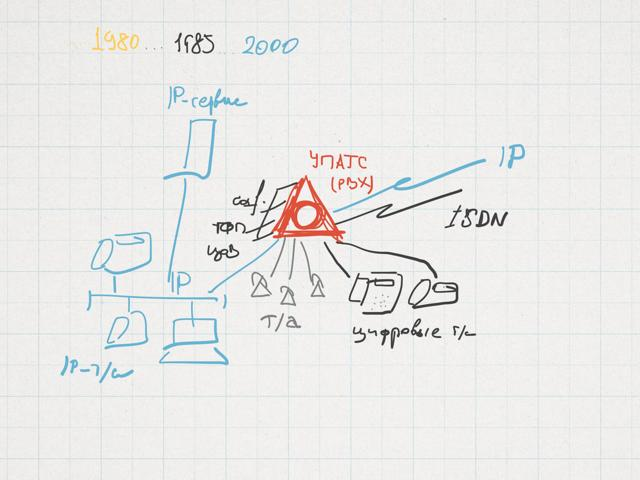 1980 ... 1985 ... 2000
IP-сервис
УПАТС
(PBX)
IP
ISDN
IP
Т/а
цифровые т/а
IP-т/а